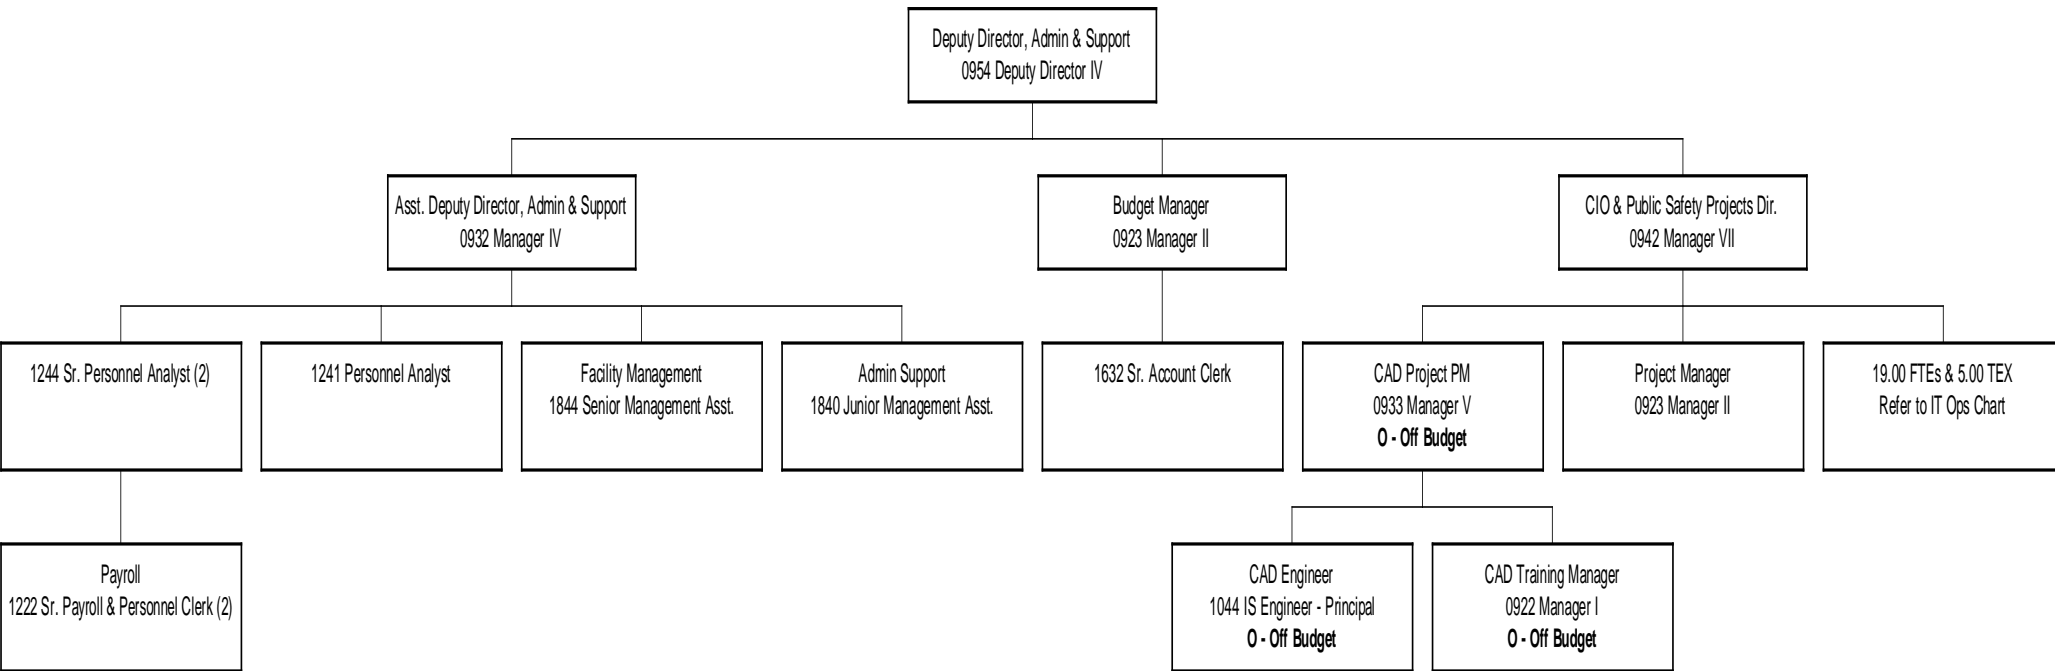 Deputy Director, Admin & Support
0954 Deputy Director IV
Asst. Deputy Director, Admin & Support
0932 Manager IV
Budget Manager
0923 Manager II
CIO & Public Safety Projects Dir.
0942 Manager VII
1244 Sr. Personnel Analyst (2)
1241 Personnel Analyst
Facility Management
1844 Senior Management Asst.
Admin Support
1840 Junior Management Asst.
1632 Sr. Account Clerk
CAD Project PM
0933 Manager V
O - Off Budget
Project Manager
0923 Manager II
19.00 FTEs & 5.00 TEX
Refer to IT Ops Chart
Payroll
1222 Sr. Payroll & Personnel Clerk (2)
CAD Engineer
1044 IS Engineer - Principal
O - Off Budget
CAD Training Manager
0922 Manager I
O - Off Budget